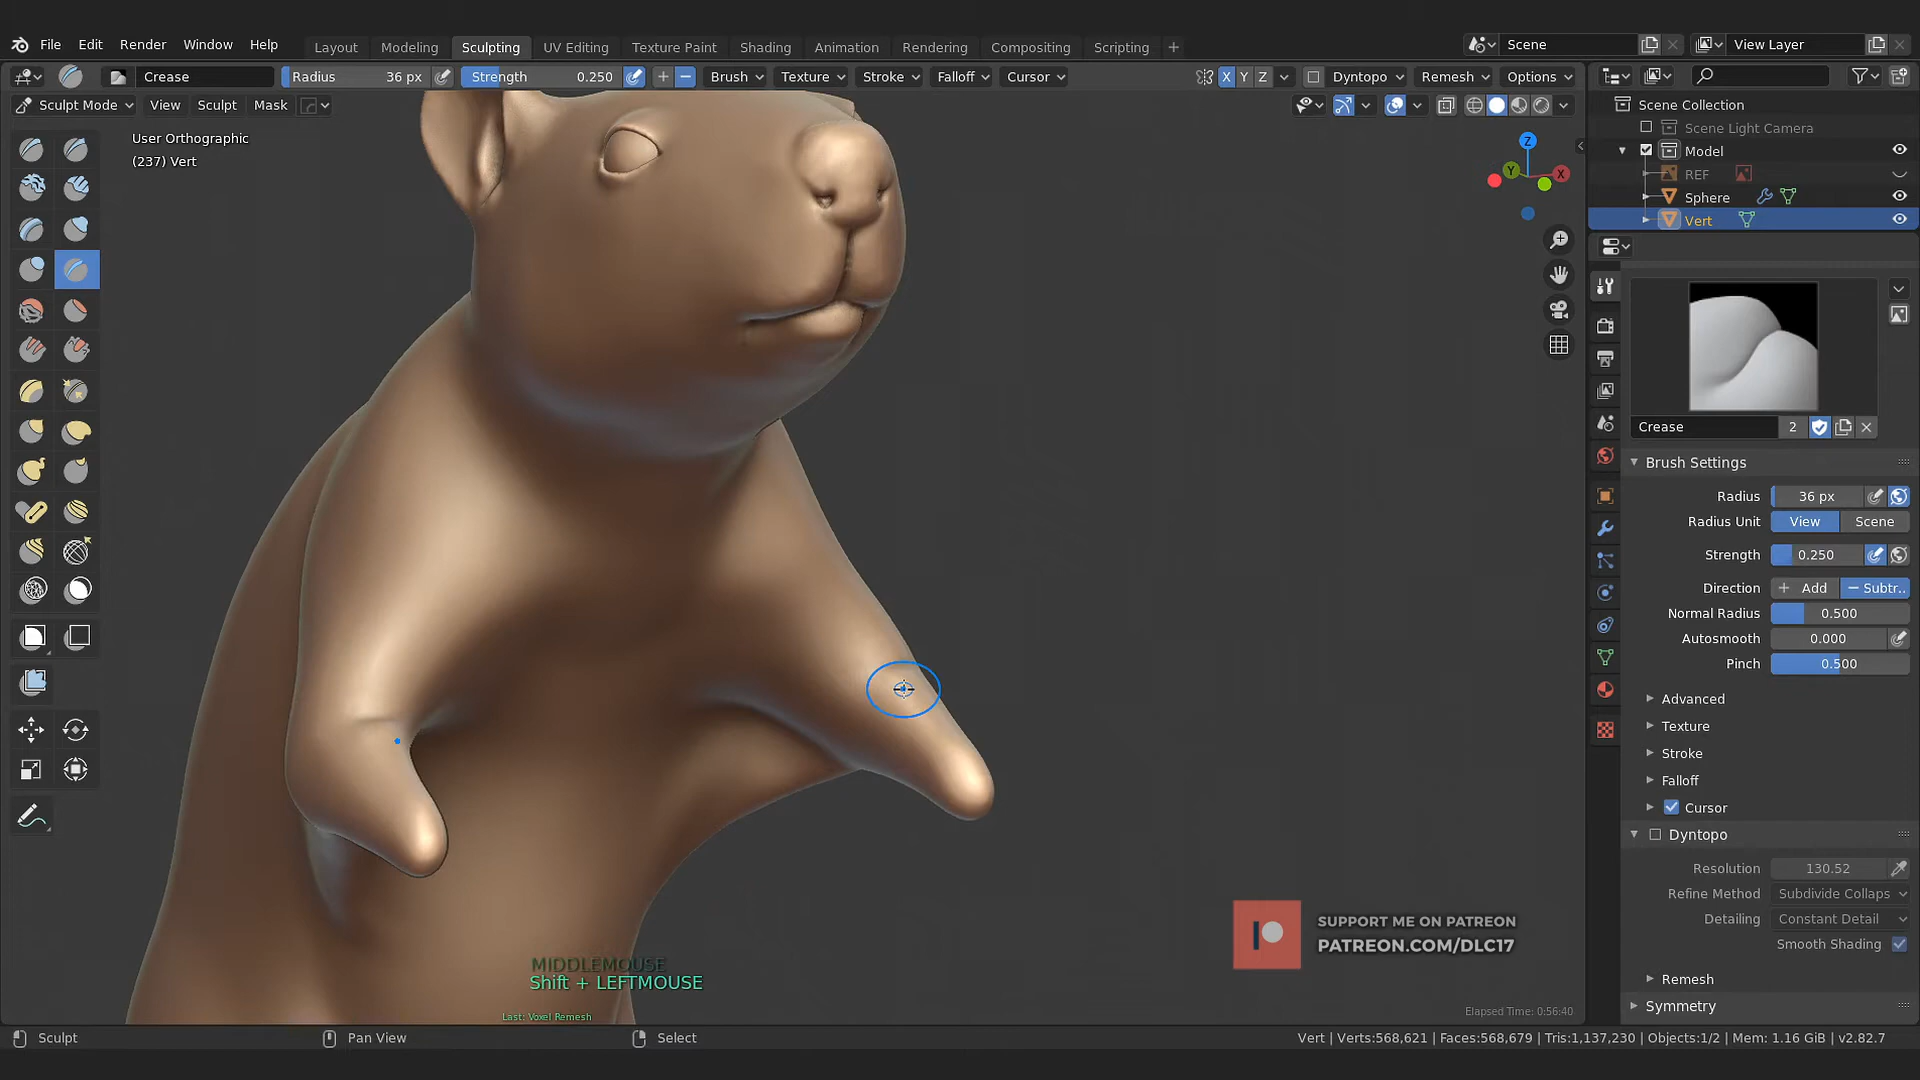 File Edit Render Window Help Layout Modeling Sculpting UV Editing Texture Paint Shading Animation Rendering Compositing Scripting + Scene View Layer
Crease Radius 36 px Strength 0.250 Brush Texture Stroke Falloff Cursor X Y Z Dyntopo Remesh Options
Sculpt Mode View Sculpt Mask
User Orthographic
(237) Vert
Z
Y
X
Scene Collection
Scene Light Camera
Model
REF
Sphere
Vert
Crease 2
Brush Settings
Radius 36 px
Radius Unit View Scene
Strength 0.250
Direction + Add − Subtr..
Normal Radius 0.500
Autosmooth 0.000
Pinch 0.500
Advanced
Texture
Stroke
Falloff
Cursor
Dyntopo
Resolution 130.52
Refine Method Subdivide Collaps
Detailing Constant Detail
Smooth Shading
Remesh
Symmetry
SUPPORT ME ON PATREON
PATREON.COM/DLC17
MIDDLEMOUSE
Shift + LEFTMOUSE
Last: Voxel Remesh
Elapsed Time: 0:56:40
Sculpt Pan View Select Vert | Verts:568,621 | Faces:568,679 | Tris:1,137,230 | Objects:1/2 | Mem: 1.16 GiB | v2.82.7